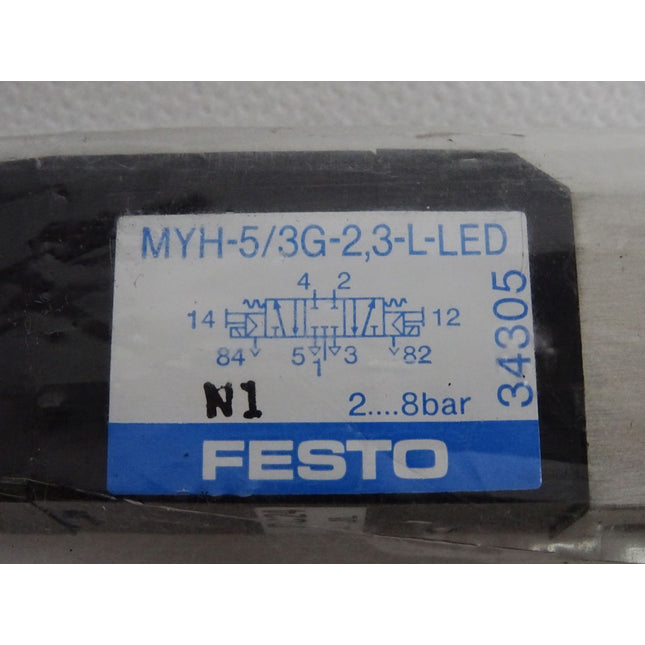 MYH-5/3G-2,3-L-LED
4 2
14 12
84 5 3 82
1
N1 2....8bar
34305
FESTO